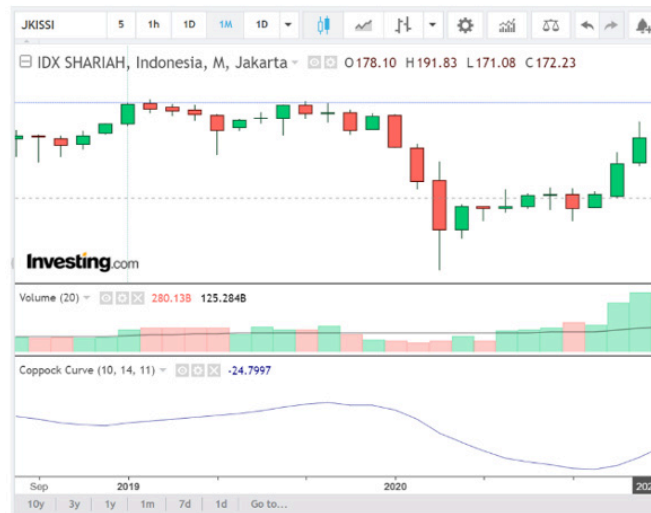 JKISSI 5 1h 1D 1M 1D
IDX SHARIAH, Indonesia, M, Jakarta O178.10 H191.83 L171.08 C172.23
Investing.com
Volume (20) 280.13B 125.284B
Coppock Curve (10, 14, 11) -24.7997
Sep 2019 2020 202
10y 3y 1y 1m 7d 1d Go to...